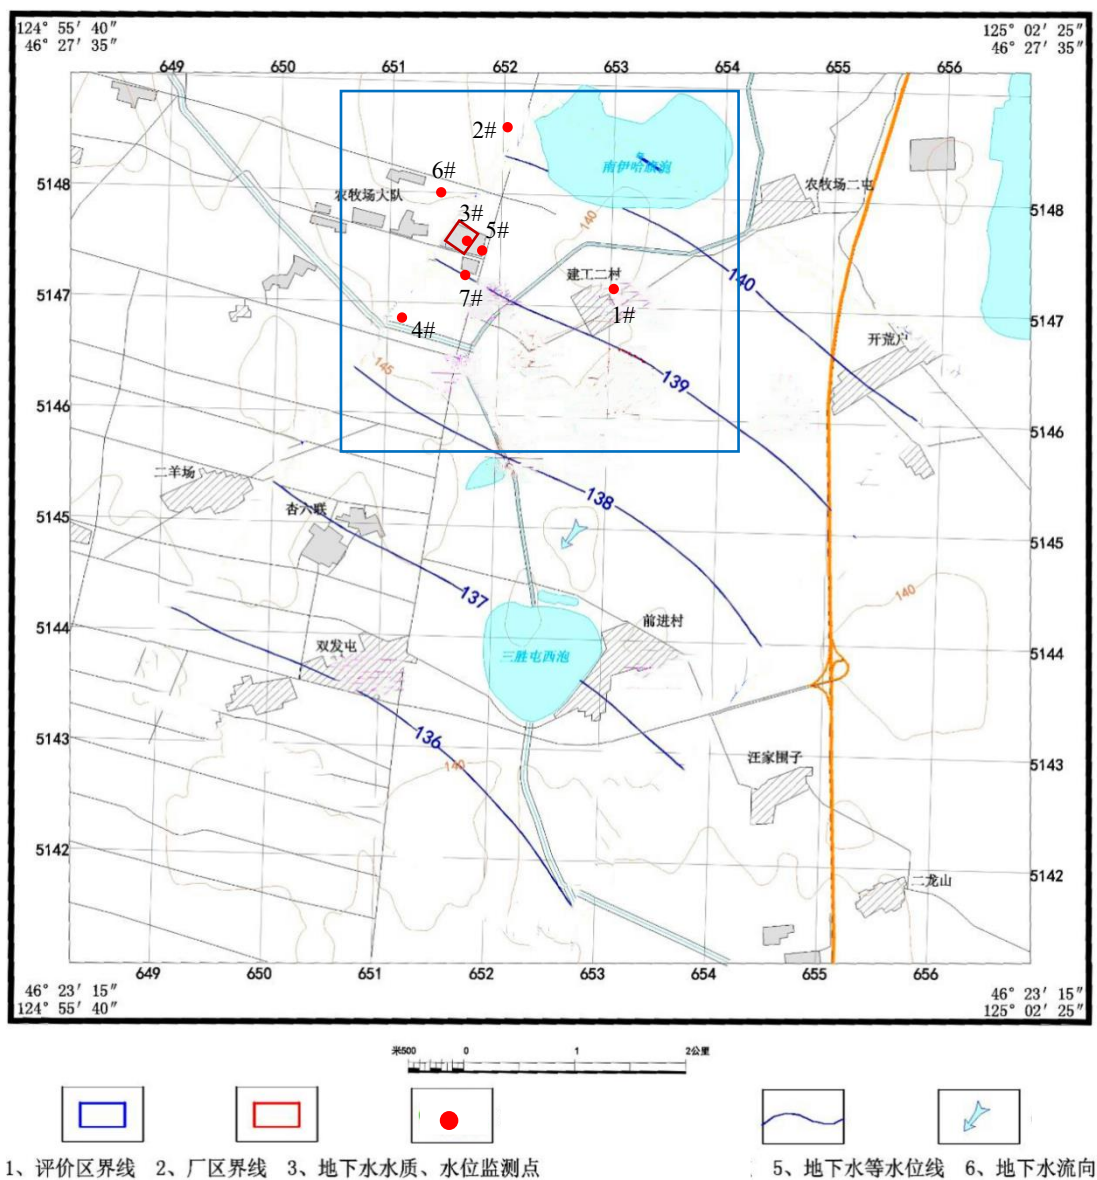 124° 55′ 40″ 125° 02′ 25″
46° 27′ 35″ 46° 27′ 35″
649 650 651 652 653 654 655 656
2#
南伊哈嫩泡
6#
5148 农牧场大队 农牧场二屯 5148
3#
5# 140
建工二村 140
5147 7# 1# 5147
4# 开荒户
145 139
5146 5146
二羊场 138
杏六联
5145 5145
137 140
前进村
5144 双发屯 三胜屯西泡 5144
136
5143 140 汪家围子 5143
5142 二龙山 5142
649 650 651 652 653 654 655 656
46° 23′ 15″ 46° 23′ 15″
124° 55′ 40″ 125° 02′ 25″
米500 0 1 2公里
1、评价区界线 2、厂区界线 3、地下水水质、水位监测点 5、地下水等水位线 6、地下水流向